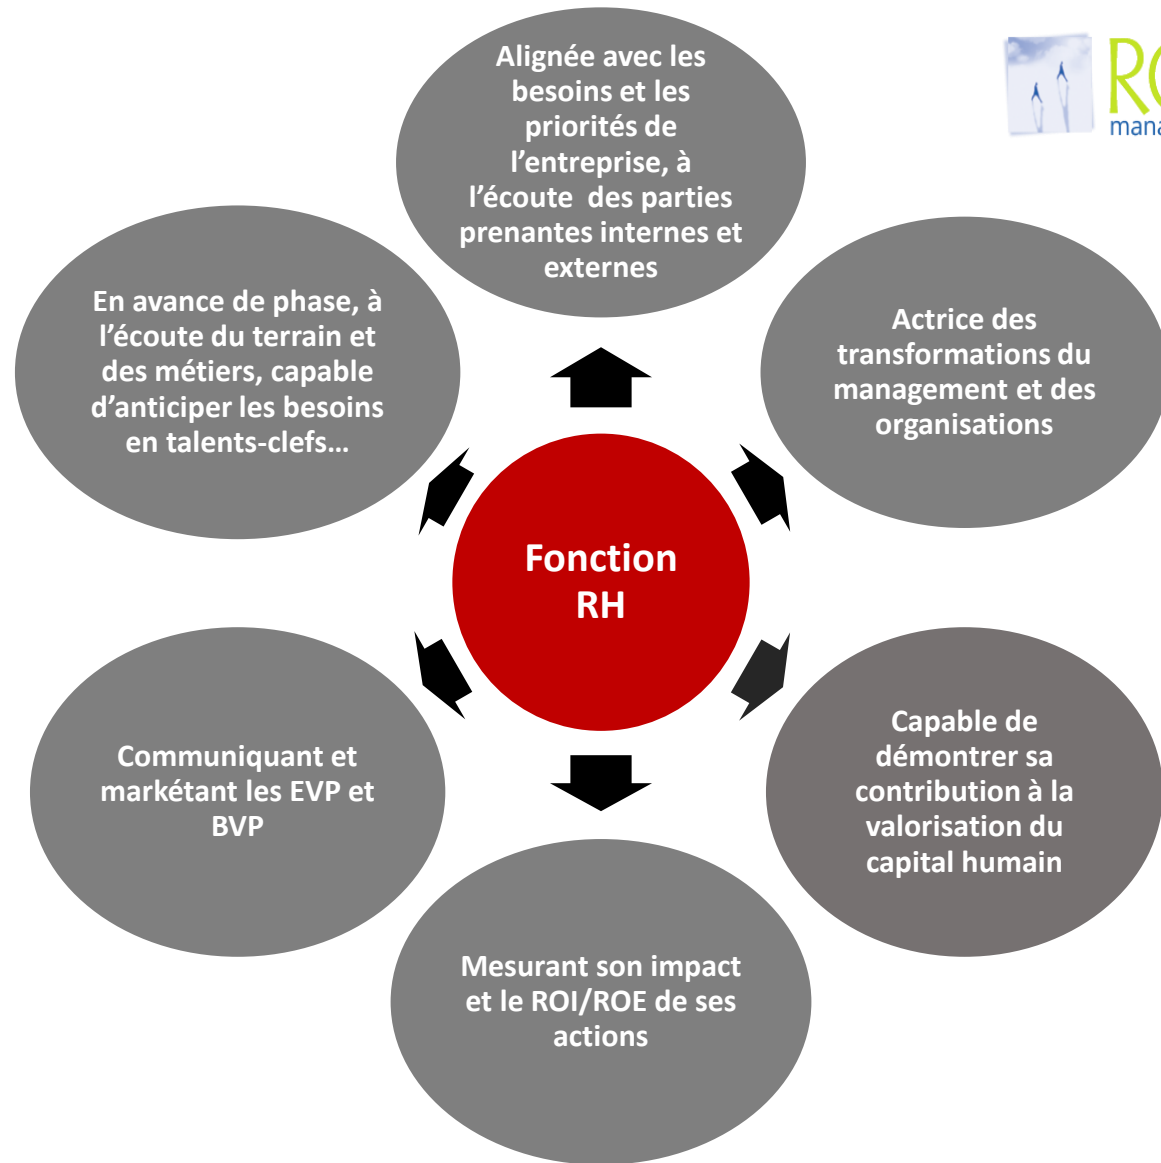 Alignée avec les
besoins et les
priorités de
l’entreprise, à
l’écoute  des parties
prenantes internes et
externes
En avance de phase, à
l’écoute du terrain et
des métiers, capable
d’anticiper les besoins
en talents-clefs…
Actrice des
transformations du
management et des
organisations
Fonction
RH
Communiquant et
markétant les EVP et
BVP
Capable de
démontrer sa
contribution à la
valorisation du
capital humain
Mesurant son impact
et le ROI/ROE de ses
actions